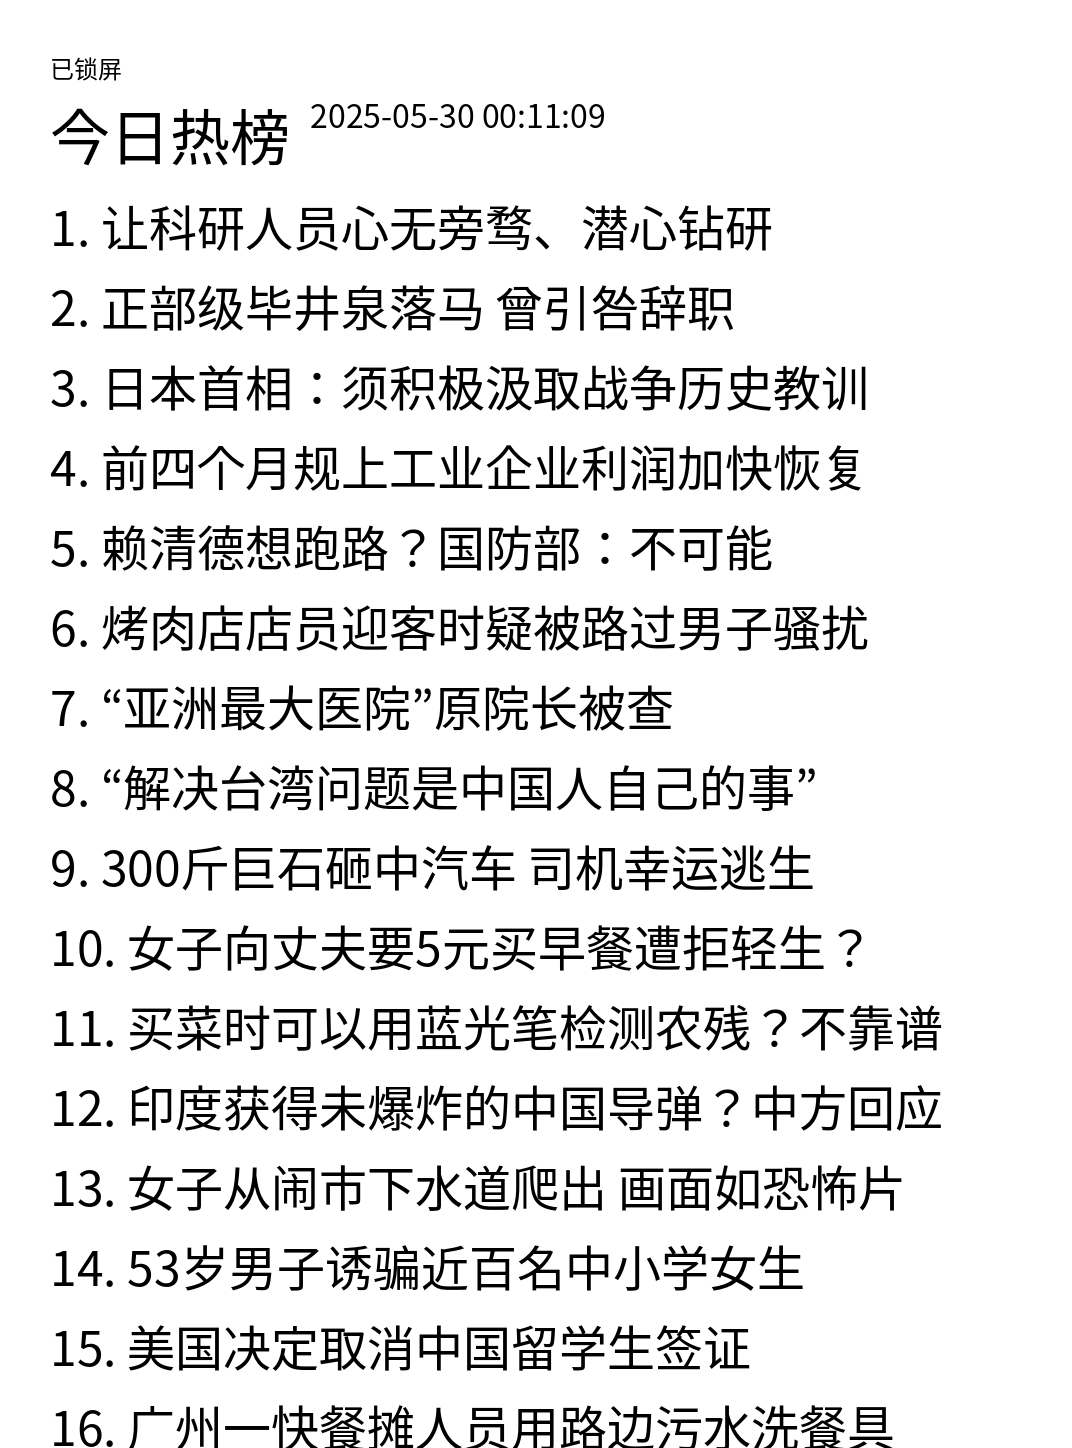 已锁屏
今日热榜 2025-05-30 00:11:09
1. 让科研人员心无旁骛、潜心钻研
2. 正部级毕井泉落马 曾引咎辞职
3. 日本首相：须积极汲取战争历史教训
4. 前四个月规上工业企业利润加快恢复
5. 赖清德想跑路？国防部：不可能
6. 烤肉店店员迎客时疑被路过男子骚扰
7. “亚洲最大医院”原院长被查
8. “解决台湾问题是中国人自己的事”
9. 300斤巨石砸中汽车 司机幸运逃生
10. 女子向丈夫要5元买早餐遭拒轻生？
11. 买菜时可以用蓝光笔检测农残？不靠谱
12. 印度获得未爆炸的中国导弹？中方回应
13. 女子从闹市下水道爬出 画面如恐怖片
14. 53岁男子诱骗近百名中小学女生
15. 美国决定取消中国留学生签证
16. 广州一快餐摊人员用路边污水洗餐具